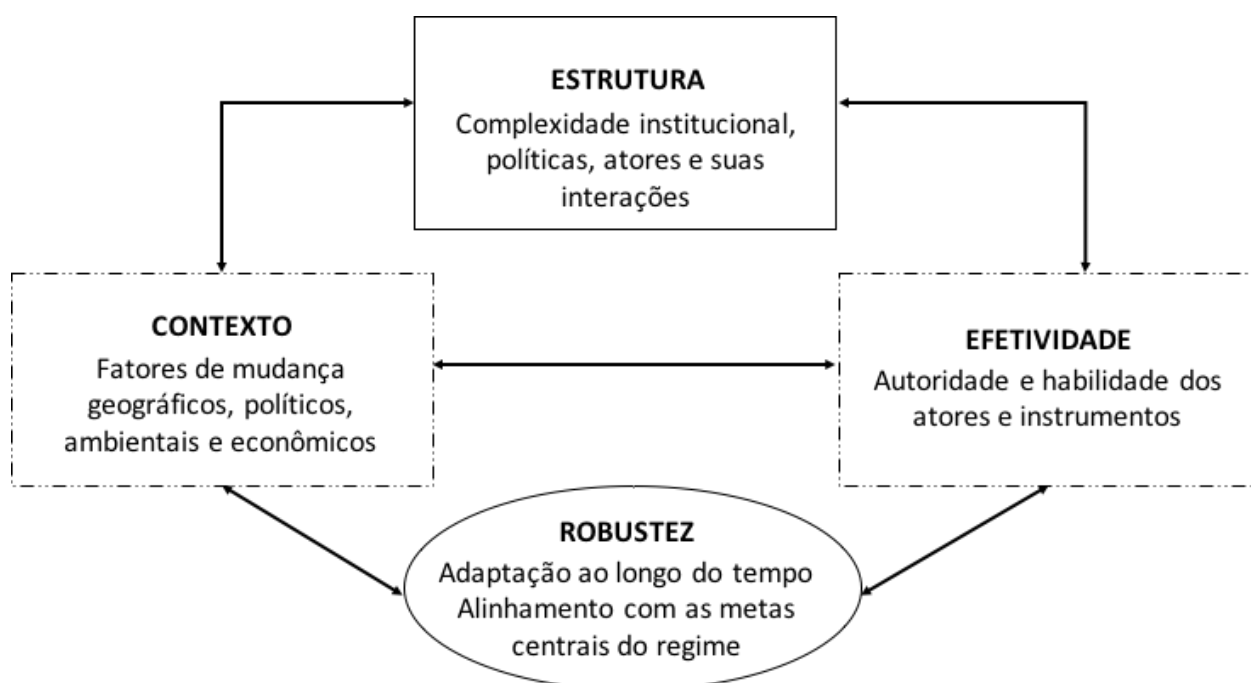 ESTRUTURA
Complexidade institucional,
políticas, atores e suas
interações
CONTEXTO
Fatores de mudança
geográficos, políticos,
ambientais e econômicos
EFETIVIDADE
Autoridade e habilidade dos
atores e instrumentos
ROBUSTEZ
Adaptação ao longo do tempo
Alinhamento com as metas
centrais do regime